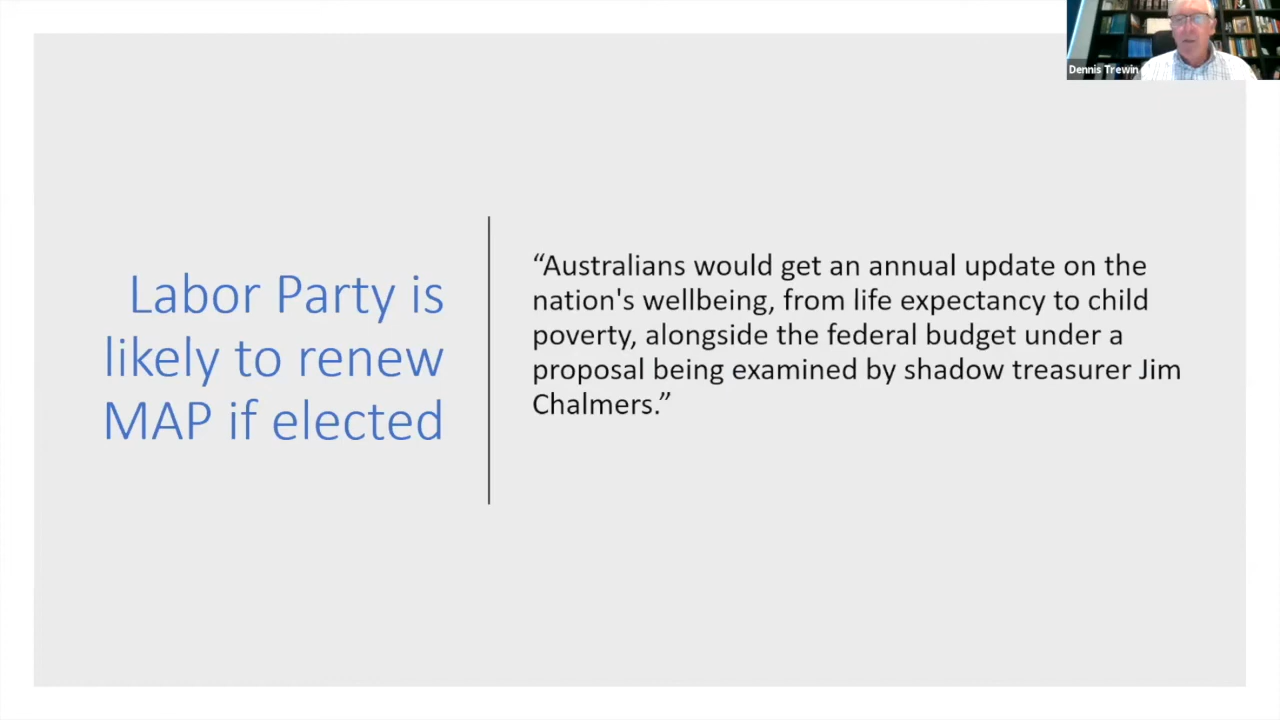 Dennis Trewin
Labor Party is
likely to renew
MAP if elected
“Australians would get an annual update on the
nation's wellbeing, from life expectancy to child
poverty, alongside the federal budget under a
proposal being examined by shadow treasurer Jim
Chalmers.”